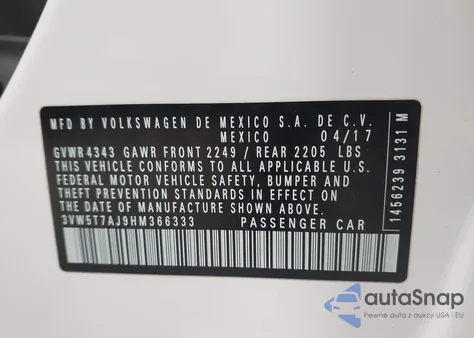 MFD BY VOLKSWAGEN DE MEXICO S.A. DE C.V.
MEXICO 04/17
GVWR 4343 GAWR FRONT 2249 / REAR 2205 LBS
THIS VEHICLE CONFORMS TO ALL APPLICABLE U.S.
FEDERAL MOTOR VEHICLE SAFETY, BUMPER AND
THEFT PREVENTION STANDARDS IN EFFECT ON
THE DATE OF MANUFACTURE SHOWN ABOVE.
3VW5T7AJ9HM366333 PASSENGER CAR
1456239 3131 M
autoSnap
Pewne auta z aukcji USA i EU